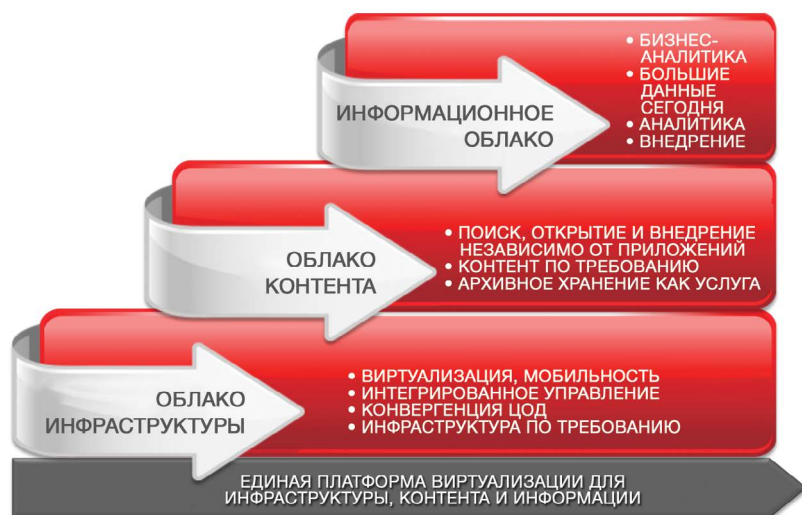 ИНФОРМАЦИОННОЕ
ОБЛАКО
• БИЗНЕС-
АНАЛИТИКА
• БОЛЬШИЕ
ДАННЫЕ
СЕГОДНЯ
• АНАЛИТИКА
• ВНЕДРЕНИЕ
ОБЛАКО
КОНТЕНТА
• ПОИСК, ОТКРЫТИЕ И ВНЕДРЕНИЕ
НЕЗАВИСИМО ОТ ПРИЛОЖЕНИЙ
• КОНТЕНТ ПО ТРЕБОВАНИЮ
• АРХИВНОЕ ХРАНЕНИЕ КАК УСЛУГА
ОБЛАКО
ИНФРАСТРУКТУРЫ
• ВИРТУАЛИЗАЦИЯ, МОБИЛЬНОСТЬ
• ИНТЕГРИРОВАННОЕ УПРАВЛЕНИЕ
• КОНВЕРГЕНЦИЯ ЦОД
• ИНФРАСТРУКТУРА ПО ТРЕБОВАНИЮ
ЕДИНАЯ ПЛАТФОРМА ВИРТУАЛИЗАЦИИ ДЛЯ
ИНФРАСТРУКТУРЫ, КОНТЕНТА И ИНФОРМАЦИИ